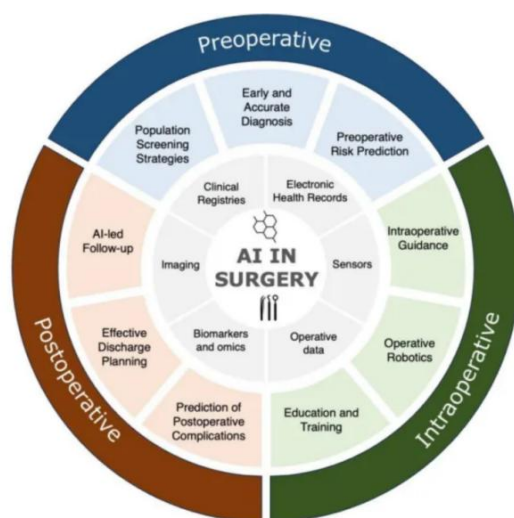 Preoperative
Early and
Accurate
Diagnosis
Population
Screening
Strategies
Preoperative
Risk Prediction
Clinical
Registries
Electronic
Health Records
AI-led
Follow-up
Intraoperative
Guidance
Imaging
AI IN
SURGERY
Sensors
Effective
Discharge
Planning
Biomarkers
and omics
Operative
data
Operative
Robotics
Prediction of
Postoperative
Complications
Education and
Training
Postoperative
Intraoperative